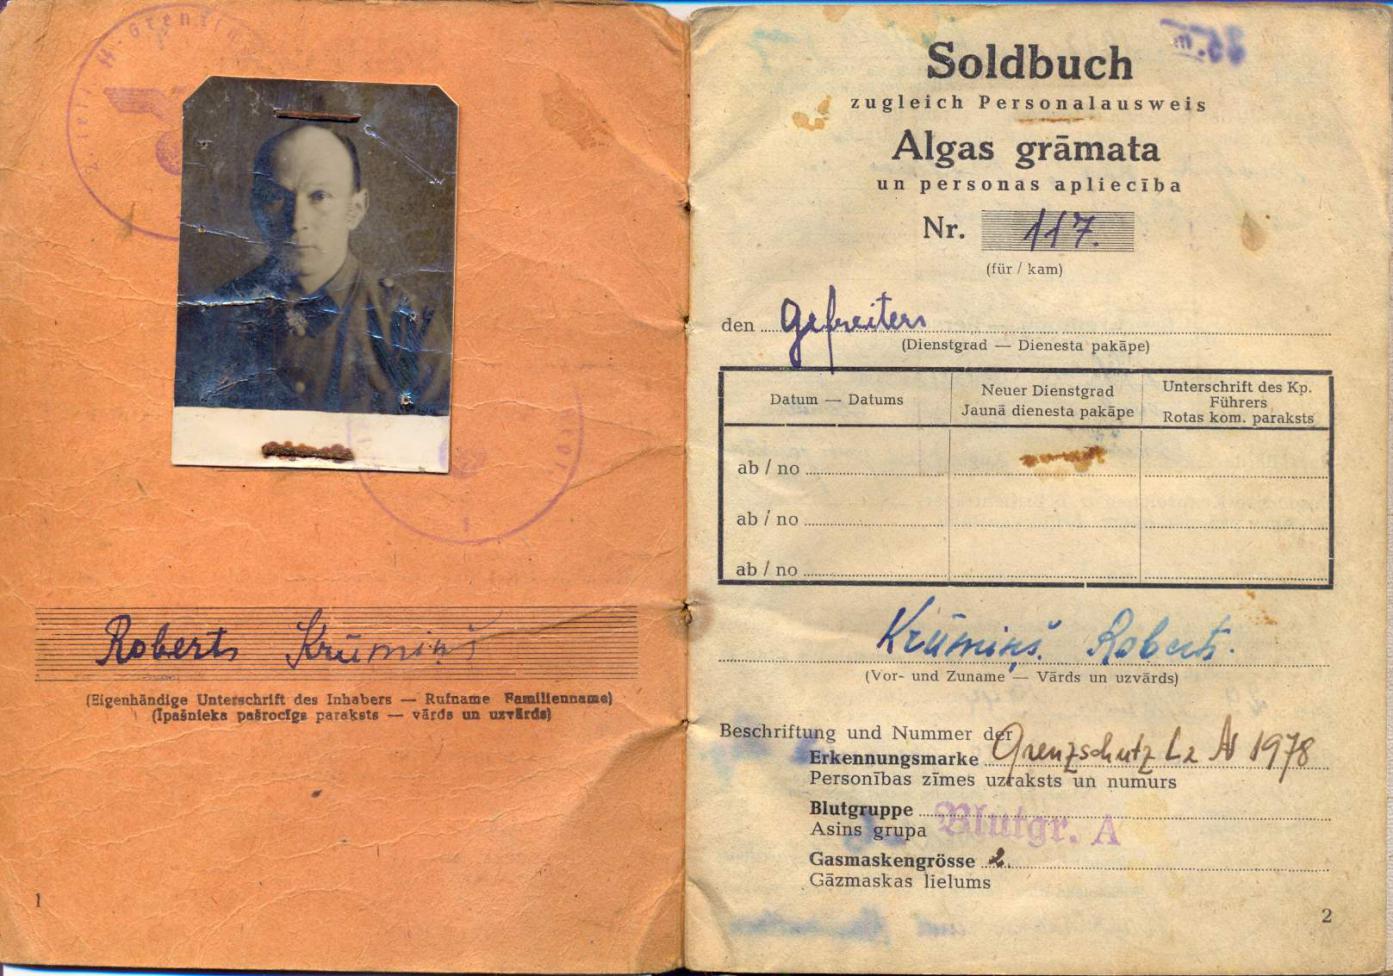 Roberts Krūmiņš
(Eigenhändige Unterschrift des Inhabers — Rufname Familienname)
(Īpašnieka pašrocīgs paraksts — vārds un uzvārds)
1
Soldbuch
zugleich Personalausweis
Algas grāmata
un personas apliecība
Nr. 117.
(für / kam)
den Gefreiten
(Dienstgrad — Dienesta pakāpe)
Datum — Datums
Neuer Dienstgrad
Jaunā dienesta pakāpe
Unterschrift des Kp.
Führers
Rotas kom. paraksts
ab / no
ab / no
ab / no
Krūmiņš. Roberts.
(Vor- und Zuname — Vārds un uzvārds)
Beschriftung und Nummer der
Erkennungsmarke Grenzschutz 1978
Personības zīmes uzraksts un numurs
Blutgruppe
Asins grupa Blutgr. A
Gasmaskengrösse 2.
Gāzmaskas lielums
2